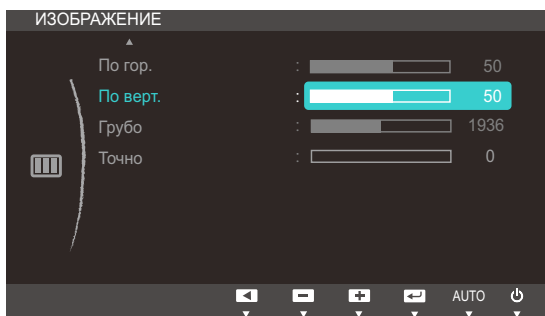 ИЗОБРАЖЕНИЕ
По гор. : 50
По верт. : 50
Грубо : 1936
Точно : 0
AUTO